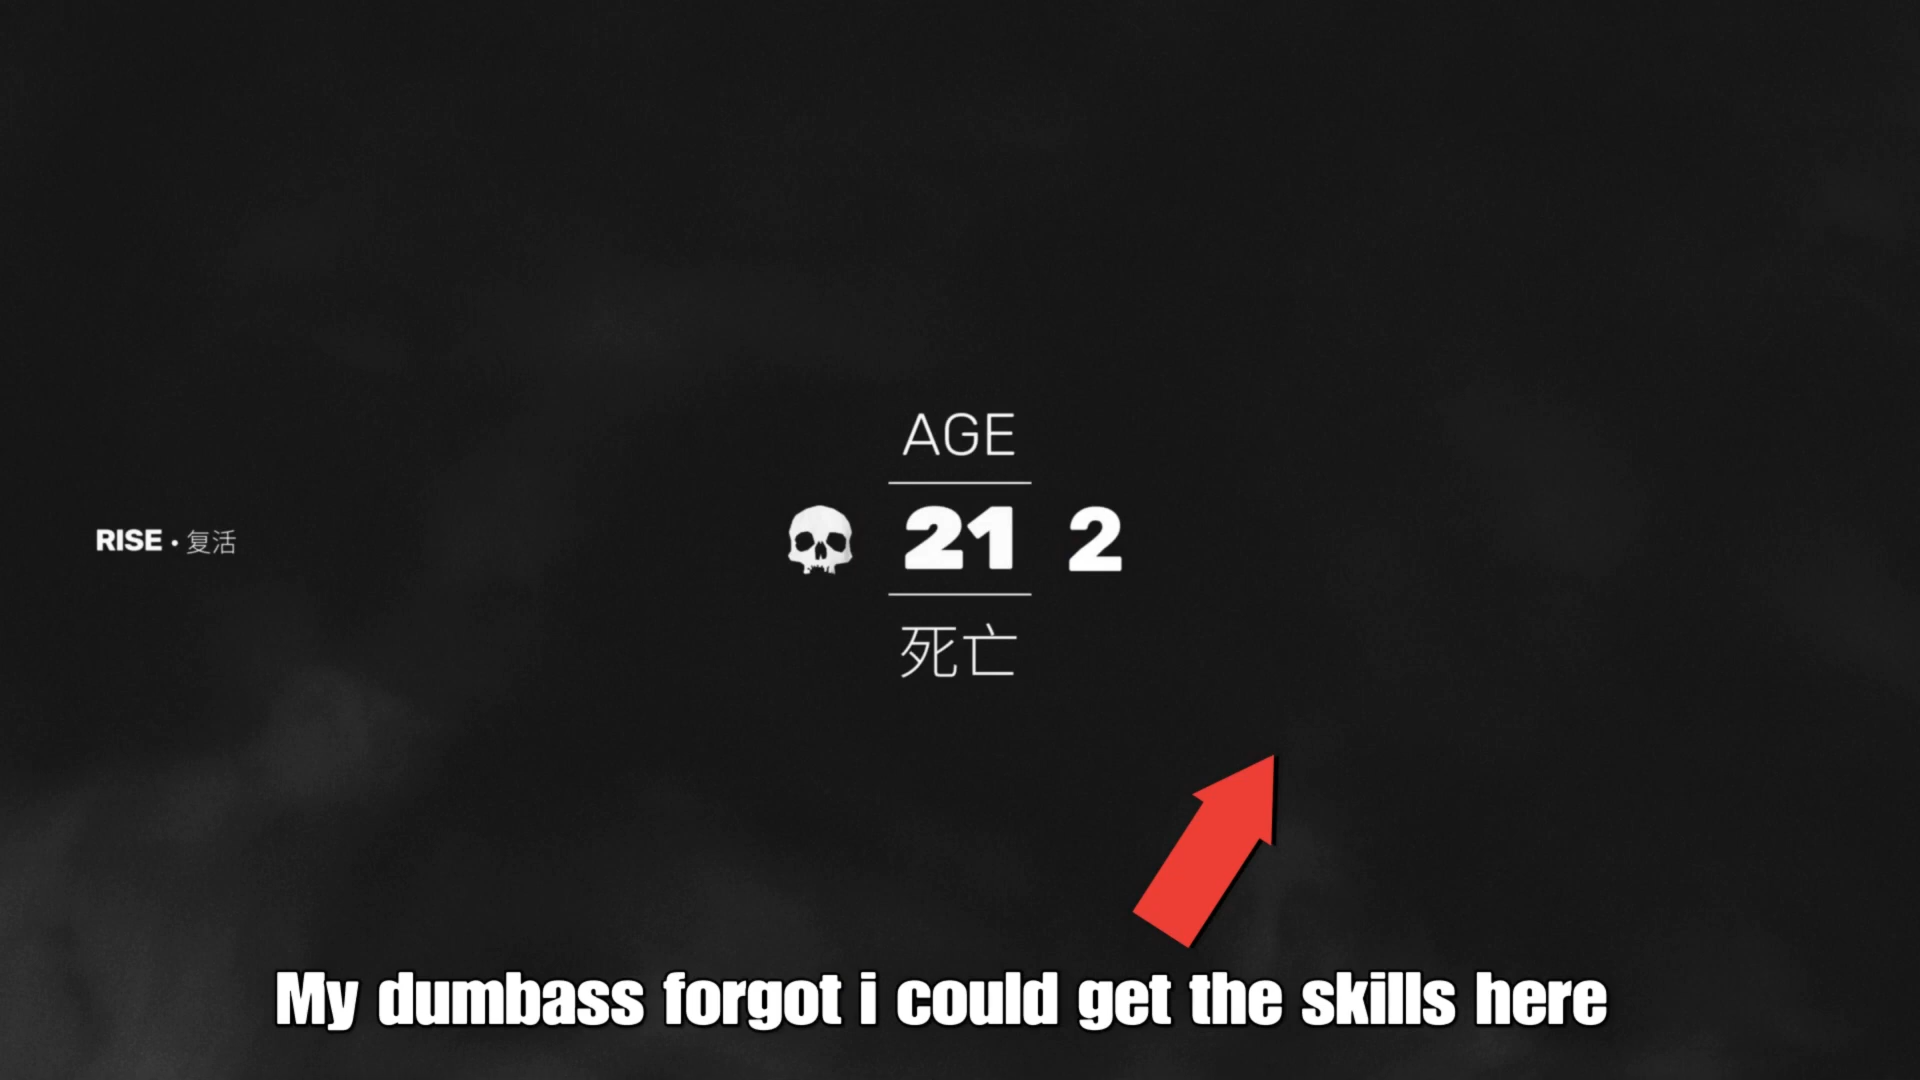 AGE
21 2
死亡
RISE · 复活
My dumbass forgot i could get the skills here